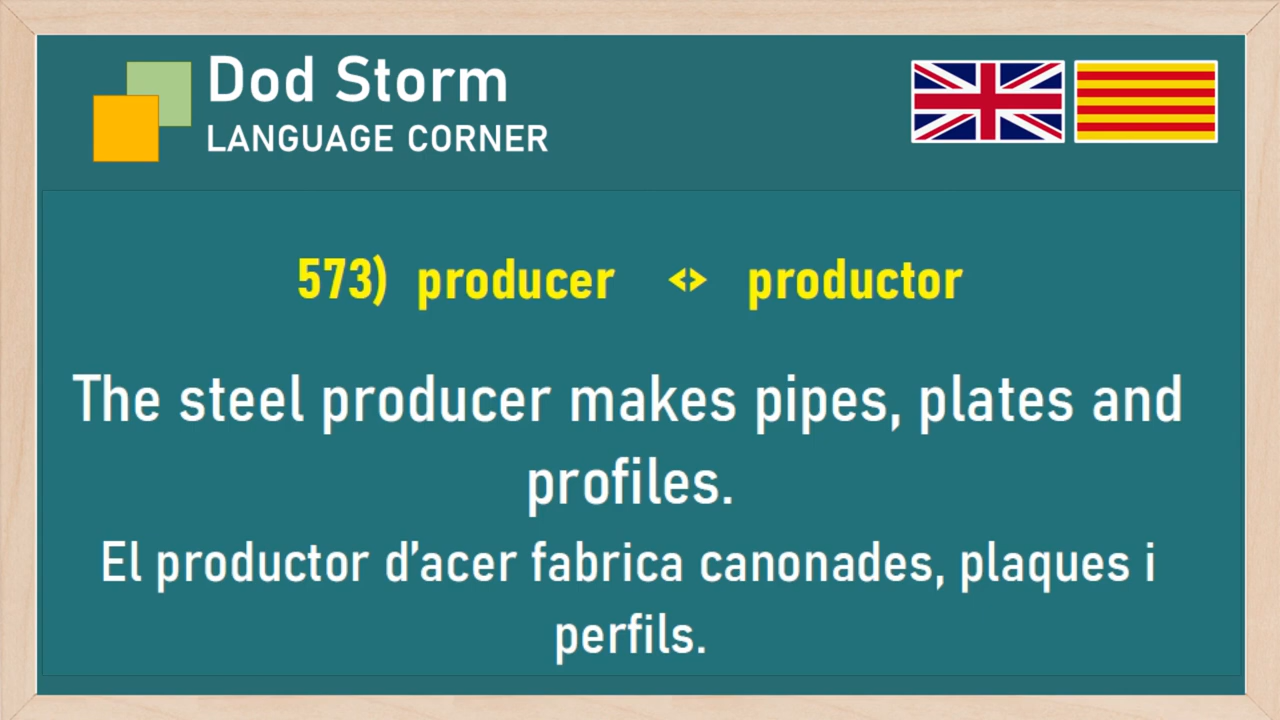 Dod Storm
LANGUAGE CORNER
573) producer <> productor
The steel producer makes pipes, plates and
profiles.
El productor d’acer fabrica canonades, plaques i
perfils.